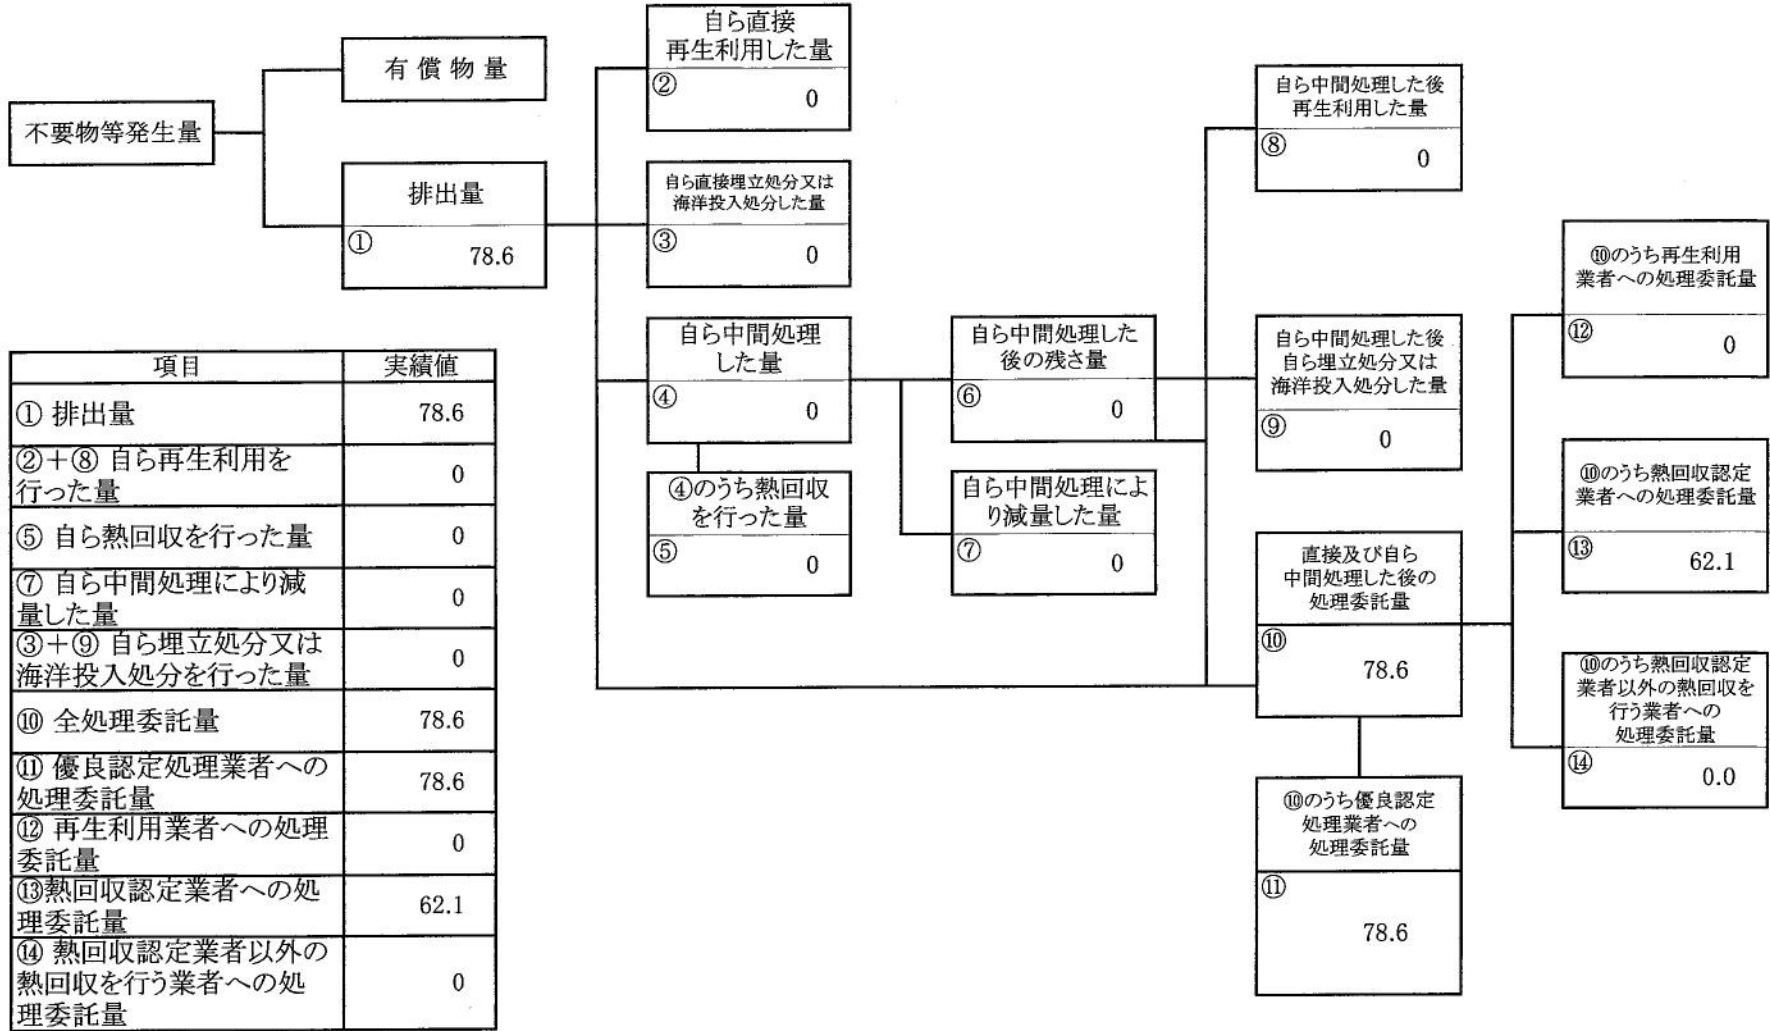 不要物等発生量
有償物量
排出量
①
78.6
自ら直接
再生利用した量
②
0
自ら直接埋立処分又は
海洋投入処分した量
③
0
自ら中間処理
した量
④
0
④のうち熱回収
を行った量
⑤
0
自ら中間処理した
後の残さ量
⑥
0
自ら中間処理によ
り減量した量
⑦
0
自ら中間処理した後
再生利用した量
⑧
0
自ら中間処理した後
自ら埋立処分又は
海洋投入処分した量
⑨
0
直接及び自ら
中間処理した後の
処理委託量
⑩
78.6
⑩のうち優良認定
処理業者への
処理委託量
⑪
78.6
⑩のうち再生利用
業者への処理委託量
⑫
0
⑩のうち熱回収認定
業者への処理委託量
⑬
62.1
⑩のうち熱回収認定
業者以外の熱回収を
行う業者への
処理委託量
⑭
0.0
項目 実績値
① 排出量 78.6
②+⑧ 自ら再生利用を
行った量 0
⑤ 自ら熱回収を行った量 0
⑦ 自ら中間処理により減
量した量 0
③+⑨ 自ら埋立処分又は
海洋投入処分を行った量 0
⑩ 全処理委託量 78.6
⑪ 優良認定処理業者への
処理委託量 78.6
⑫ 再生利用業者への処理
委託量 0
⑬熱回収認定業者への処
理委託量 62.1
⑭ 熱回収認定業者以外の
熱回収を行う業者への処
理委託量 0